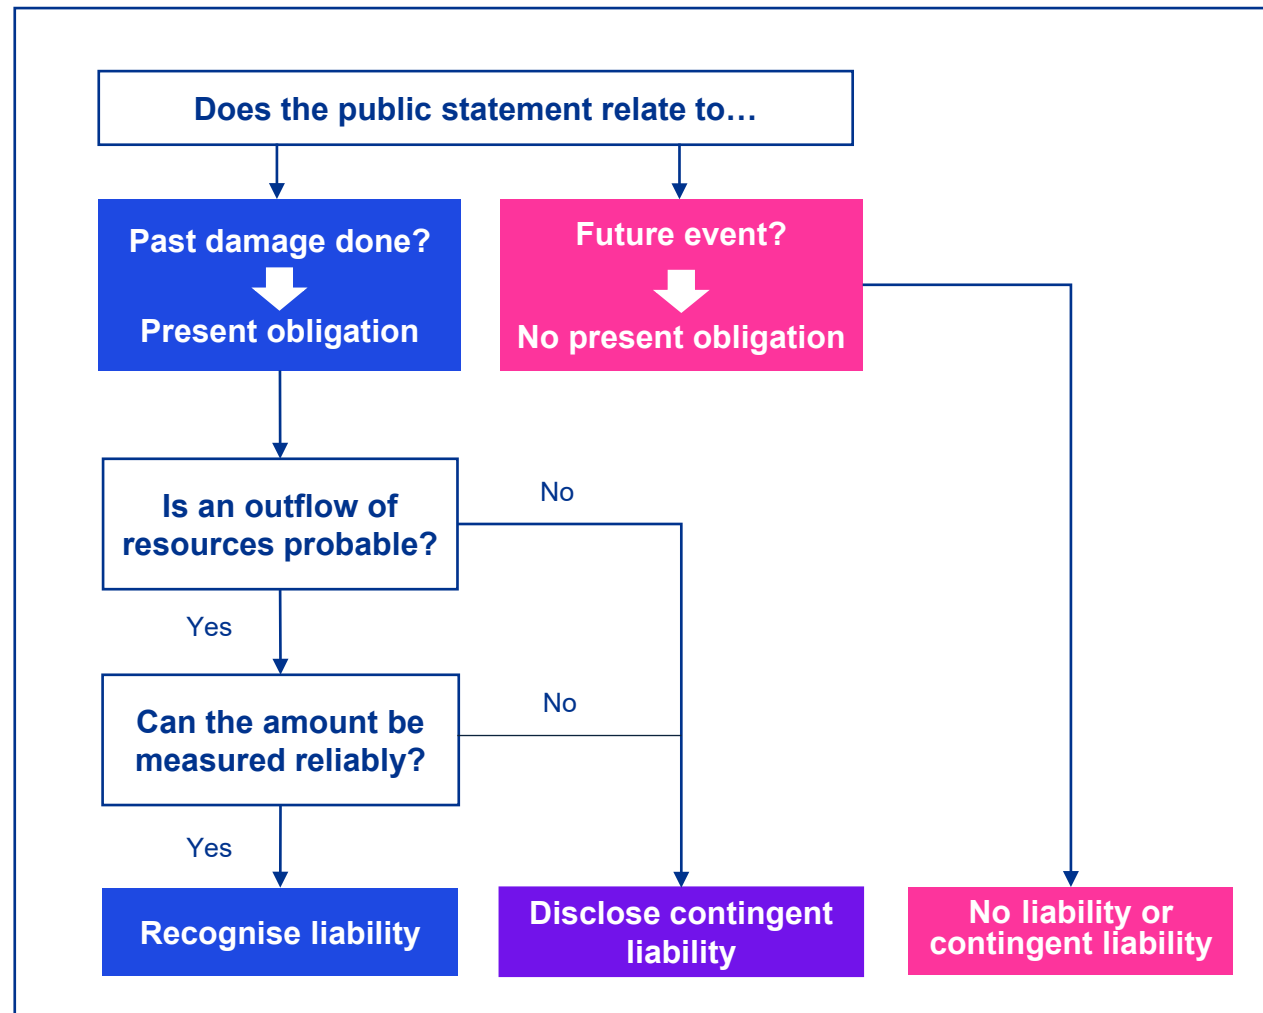 Does the public statement relate to…
Past damage done?
Present obligation
Future event?
No present obligation
Is an outflow of
resources probable?
No
Yes
Can the amount be
measured reliably?
No
Yes
Recognise liability
Disclose contingent
liability
No liability or
contingent liability